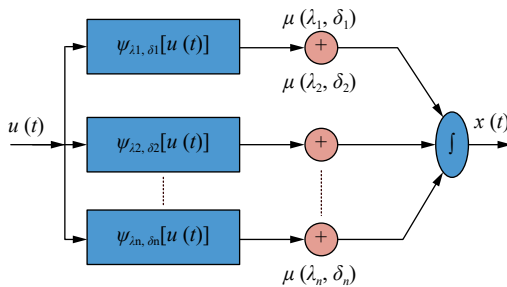 μ (λ₁, δ₁)
ψλ1, δ1[u (t)]
+
μ (λ₂, δ₂)
u (t)
x (t)
ψλ2, δ2[u (t)]
+
∫
ψλn, δn[u (t)]
+
μ (λₙ, δₙ)